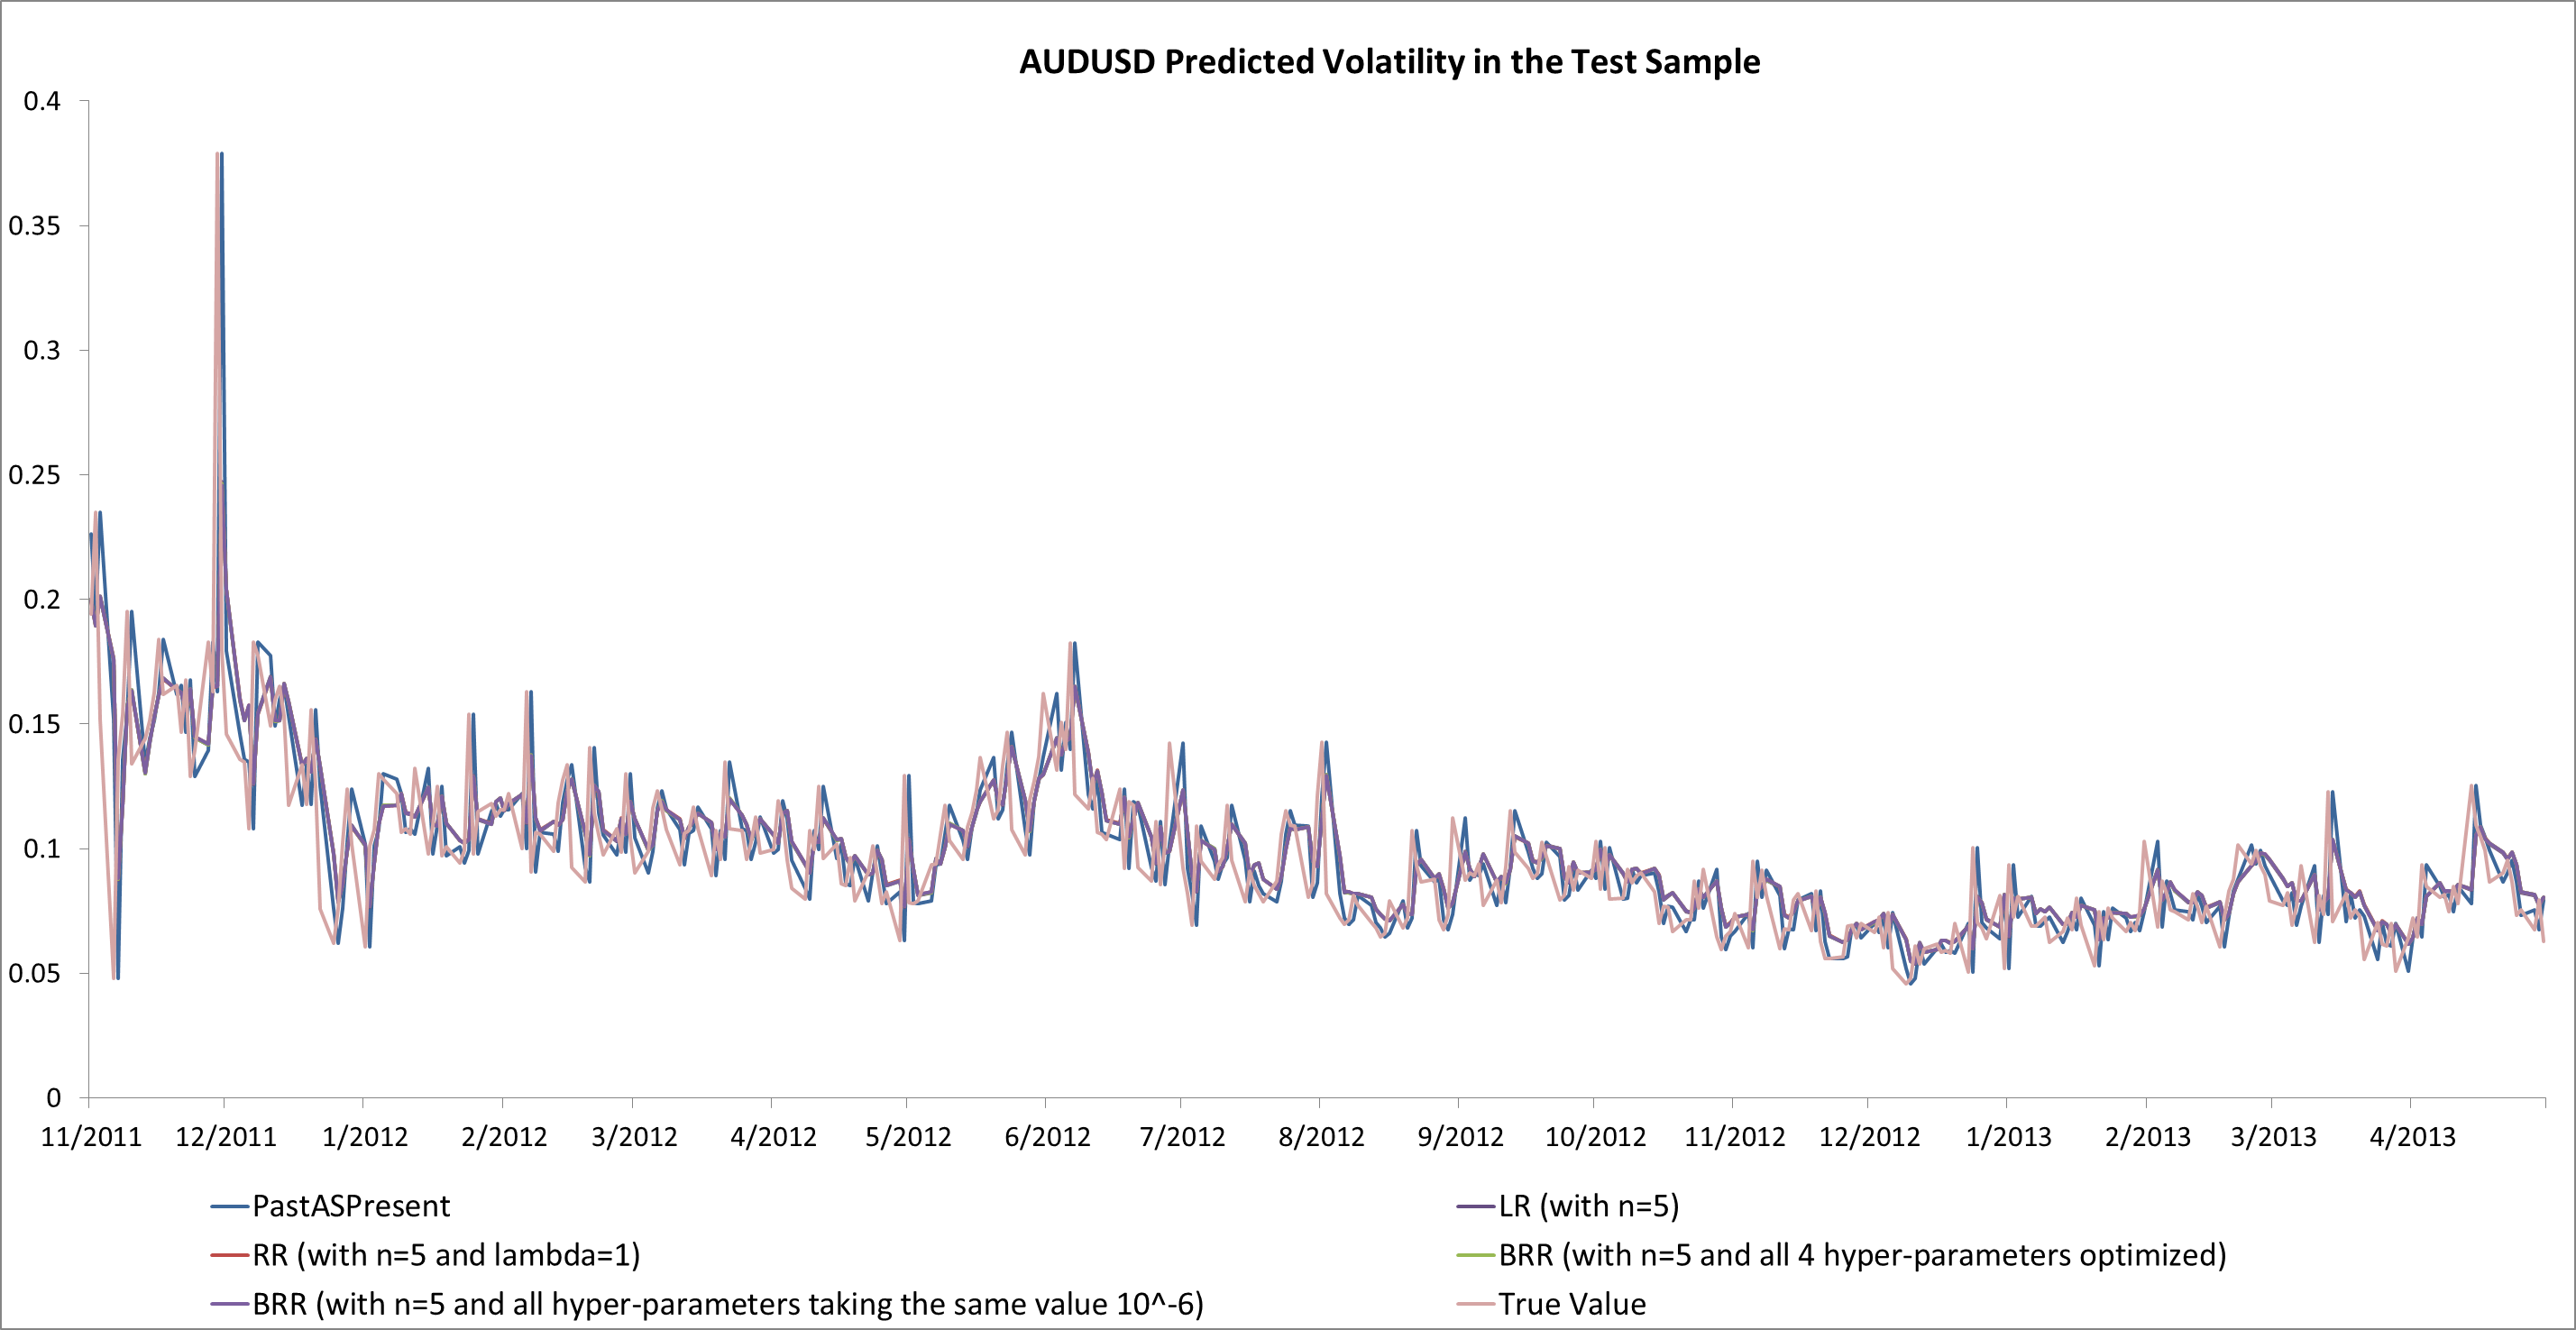 AUDUSD Predicted Volatility in the Test Sample
0.4
0.35
0.3
0.25
0.2
0.15
0.1
0.05
0
11/2011 12/2011 1/2012 2/2012 3/2012 4/2012 5/2012 6/2012 7/2012 8/2012 9/2012 10/2012 11/2012 12/2012 1/2013 2/2013 3/2013 4/2013
PastASPresent LR (with n=5)
RR (with n=5 and lambda=1) BRR (with n=5 and all 4 hyper-parameters optimized)
BRR (with n=5 and all hyper-parameters taking the same value 10^-6) True Value